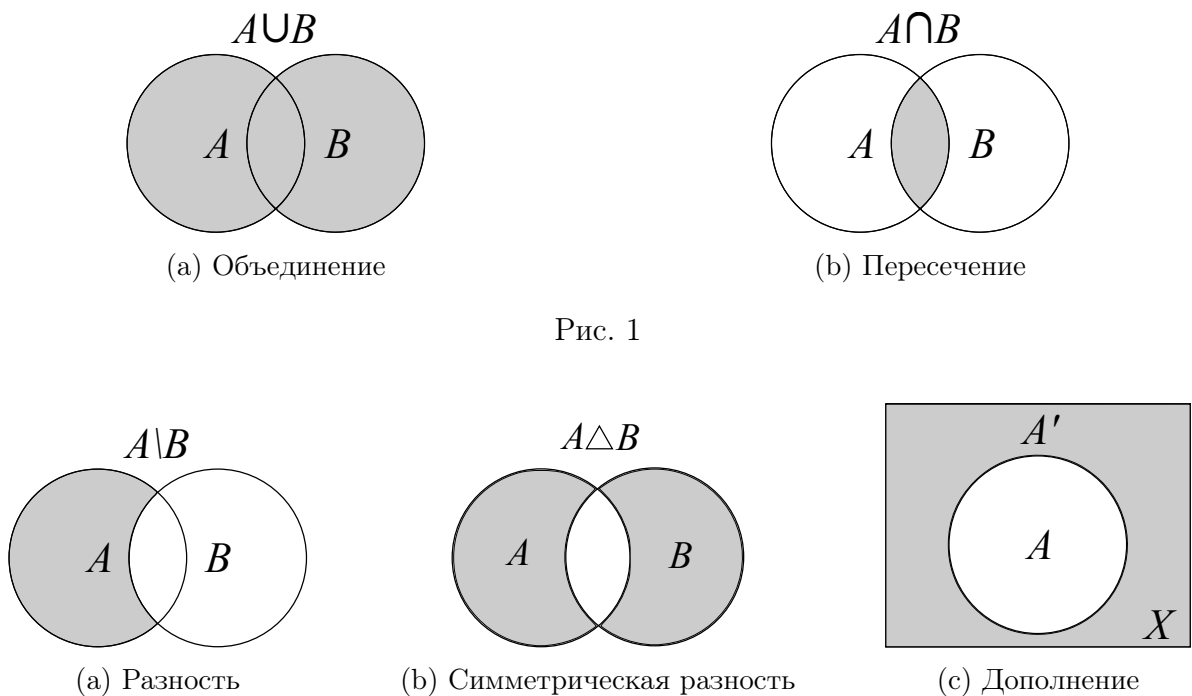 A∪B A∩B
A B A B
(a) Объединение (b) Пересечение
Рис. 1
A\B A△B A′
A B A B A
X
(a) Разность (b) Симметрическая разность (c) Дополнение